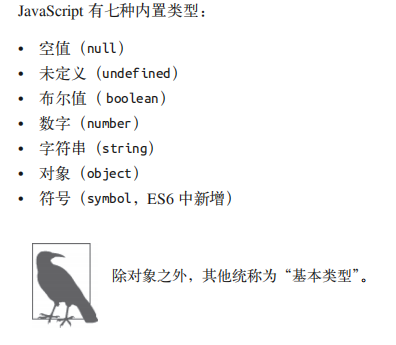 JavaScript 有七种内置类型：
• 空值（null）
• 未定义（undefined）
• 布尔值（ boolean）
• 数字（number）
• 字符串（string）
• 对象（object）
• 符号（symbol，ES6 中新增）
除对象之外，其他统称为“基本类型”。